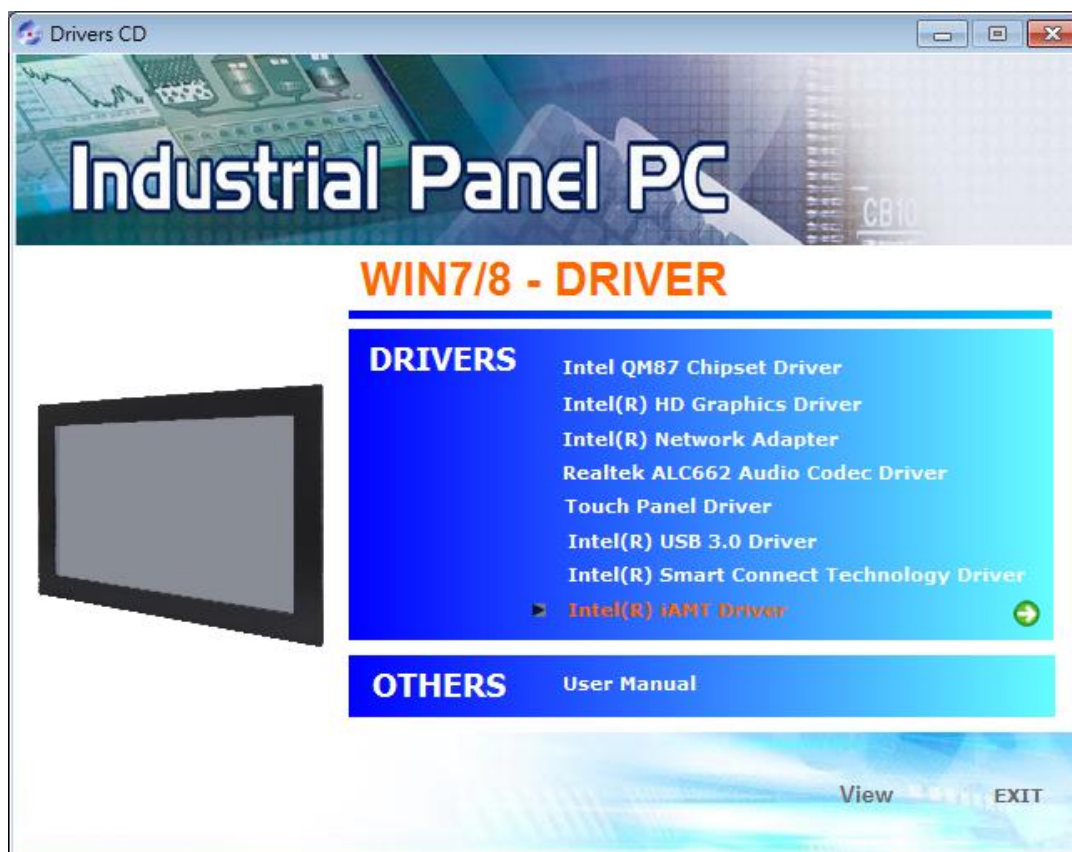 Drivers CD
Industrial Panel PC
CB10
WIN7/8 - DRIVER
DRIVERS
Intel QM87 Chipset Driver
Intel(R) HD Graphics Driver
Intel(R) Network Adapter
Realtek ALC662 Audio Codec Driver
Touch Panel Driver
Intel(R) USB 3.0 Driver
Intel(R) Smart Connect Technology Driver
Intel(R) iAMT Driver
OTHERS
User Manual
View
EXIT